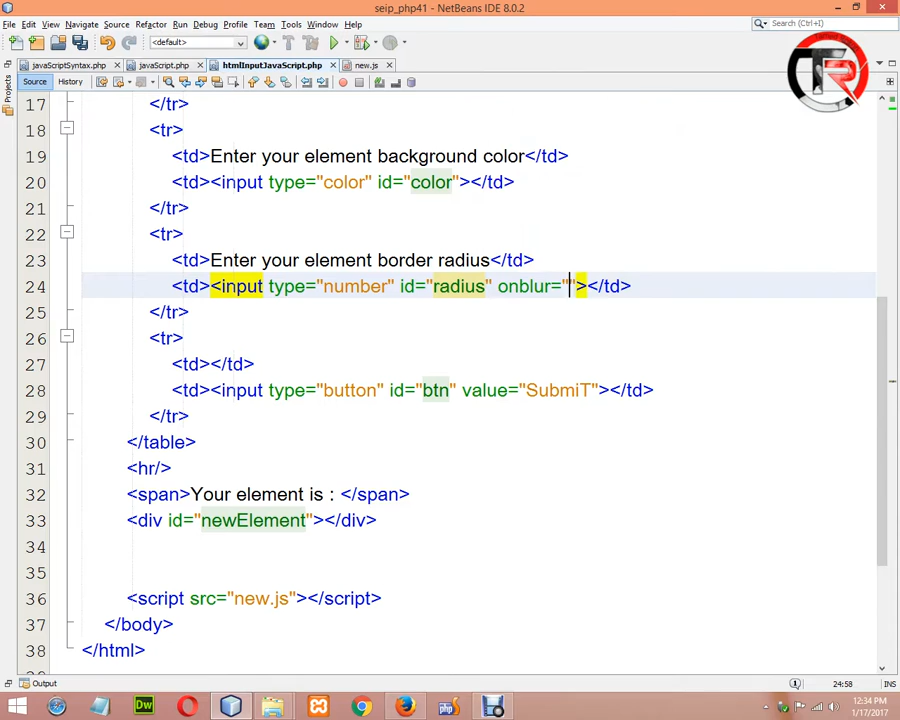 seip_php41 - NetBeans IDE 8.0.2
File Edit View Navigate Source Refactor Run Debug Profile Team Tools Window Help
Search (Ctrl+I)
<default>
javaScriptSyntax.php javaScript.php htmlInputJavaScript.php new.js
Source History
Projects
17 </tr>
18 <tr>
19 <td>Enter your element background color</td>
20 <td><input type="color" id="color"></td>
21 </tr>
22 <tr>
23 <td>Enter your element border radius</td>
24 <td><input type="number" id="radius" onblur=""></td>
25 </tr>
26 <tr>
27 <td></td>
28 <td><input type="button" id="btn" value="SubmiT"></td>
29 </tr>
30 </table>
31 <hr/>
32 <span>Your element is : </span>
33 <div id="newElement"></div>
34
35
36 <script src="new.js"></script>
37 </body>
38 </html>
Output
24:58 INS
Dw
12:34 PM
1/17/2017